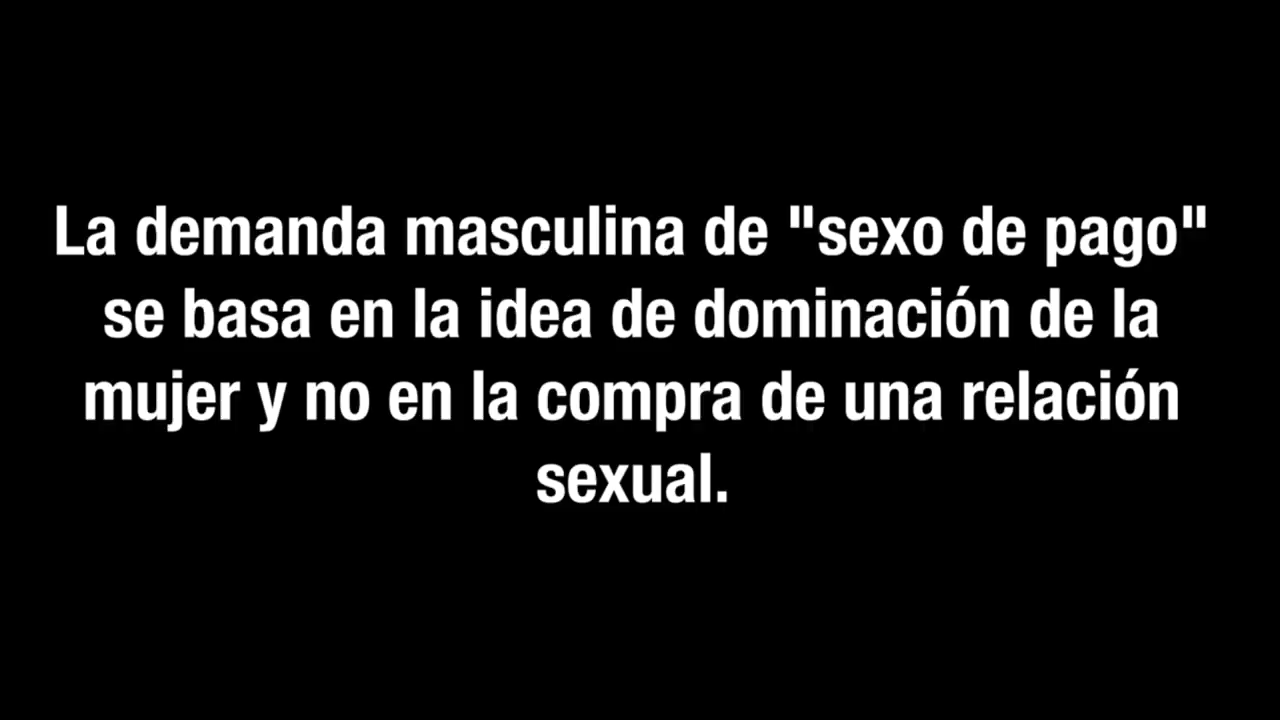 La demanda masculina de "sexo de pago"
se basa en la idea de dominación de la
mujer y no en la compra de una relación
sexual.